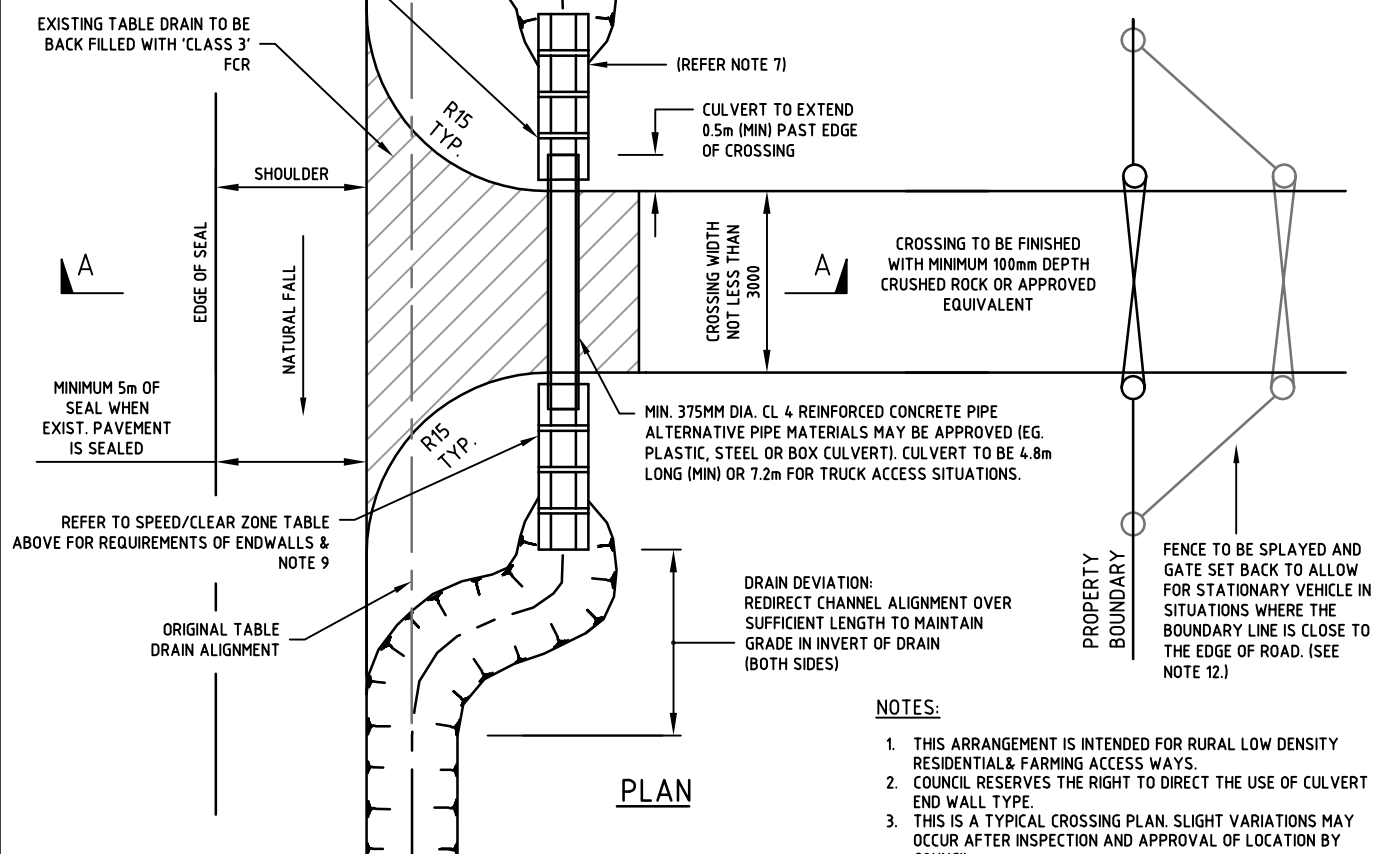 EXISTING TABLE DRAIN TO BE
BACK FILLED WITH 'CLASS 3'
FCR
(REFER NOTE 7)
R15
TYP.
CULVERT TO EXTEND
0.5m (MIN) PAST EDGE
OF CROSSING
SHOULDER
EDGE OF SEAL
NATURAL FALL
A
CROSSING WIDTH
NOT LESS THAN
3000
A
CROSSING TO BE FINISHED
WITH MINIMUM 100mm DEPTH
CRUSHED ROCK OR APPROVED
EQUIVALENT
MINIMUM 5m OF
SEAL WHEN
EXIST. PAVEMENT
IS SEALED
R15
TYP.
MIN. 375MM DIA. CL 4 REINFORCED CONCRETE PIPE
ALTERNATIVE PIPE MATERIALS MAY BE APPROVED (EG.
PLASTIC, STEEL OR BOX CULVERT). CULVERT TO BE 4.8m
LONG (MIN) OR 7.2m FOR TRUCK ACCESS SITUATIONS.
REFER TO SPEED/CLEAR ZONE TABLE
ABOVE FOR REQUIREMENTS OF ENDWALLS &
NOTE 9
ORIGINAL TABLE
DRAIN ALIGNMENT
DRAIN DEVIATION:
REDIRECT CHANNEL ALIGNMENT OVER
SUFFICIENT LENGTH TO MAINTAIN
GRADE IN INVERT OF DRAIN
(BOTH SIDES)
PROPERTY
BOUNDARY
FENCE TO BE SPLAYED AND
GATE SET BACK TO ALLOW
FOR STATIONARY VEHICLE IN
SITUATIONS WHERE THE
BOUNDARY LINE IS CLOSE TO
THE EDGE OF ROAD. (SEE
NOTE 12.)
PLAN
NOTES:
1. THIS ARRANGEMENT IS INTENDED FOR RURAL LOW DENSITY
RESIDENTIAL& FARMING ACCESS WAYS.
2. COUNCIL RESERVES THE RIGHT TO DIRECT THE USE OF CULVERT
END WALL TYPE.
3. THIS IS A TYPICAL CROSSING PLAN. SLIGHT VARIATIONS MAY
OCCUR AFTER INSPECTION AND APPROVAL OF LOCATION BY